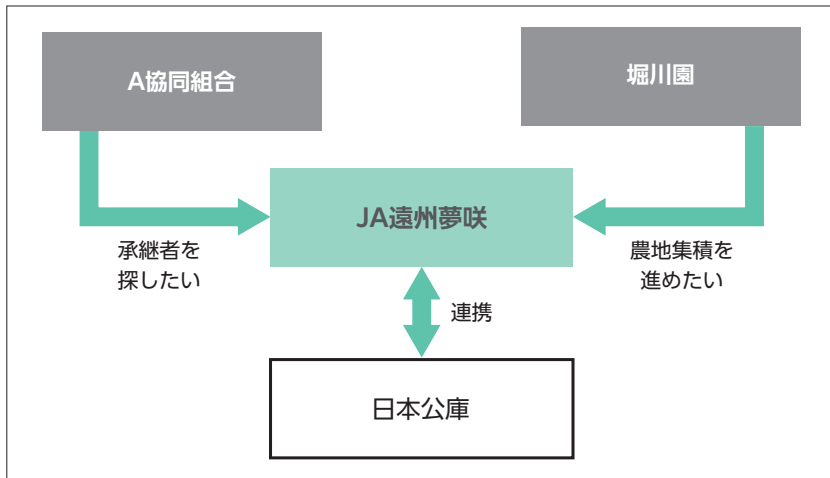 A協同組合
堀川園
JA遠州夢咲
承継者を
探したい
農地集積を
進めたい
連携
日本公庫